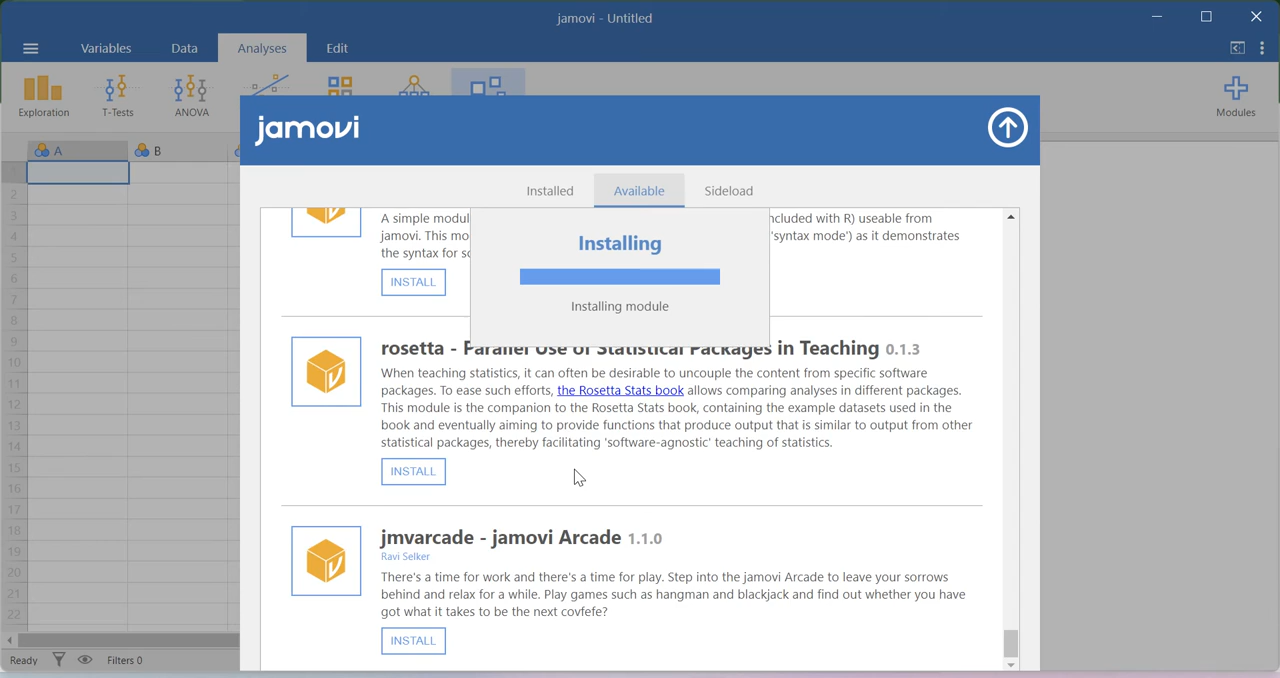 jamovi - Untitled
Variables Data Analyses Edit
Exploration T-Tests ANOVA Modules
jamovi
A B
Installed Available Sideload
A simple modul ncluded with R) useable from
jamovi. This mo 'syntax mode') as it demonstrates
the syntax for so
INSTALL
Installing
Installing module
rosetta - Parallel Use of Statistical Packages in Teaching 0.1.3
When teaching statistics, it can often be desirable to uncouple the content from specific software
packages. To ease such efforts, the Rosetta Stats book allows comparing analyses in different packages.
This module is the companion to the Rosetta Stats book, containing the example datasets used in the
book and eventually aiming to provide functions that produce output that is similar to output from other
statistical packages, thereby facilitating 'software-agnostic' teaching of statistics.
INSTALL
jmvarcade - jamovi Arcade 1.1.0
Ravi Selker
There's a time for work and there's a time for play. Step into the jamovi Arcade to leave your sorrows
behind and relax for a while. Play games such as hangman and blackjack and find out whether you have
got what it takes to be the next covfefe?
INSTALL
1
2
3
4
5
6
7
8
9
10
11
12
13
14
15
16
17
18
19
20
21
22
Ready Filters 0